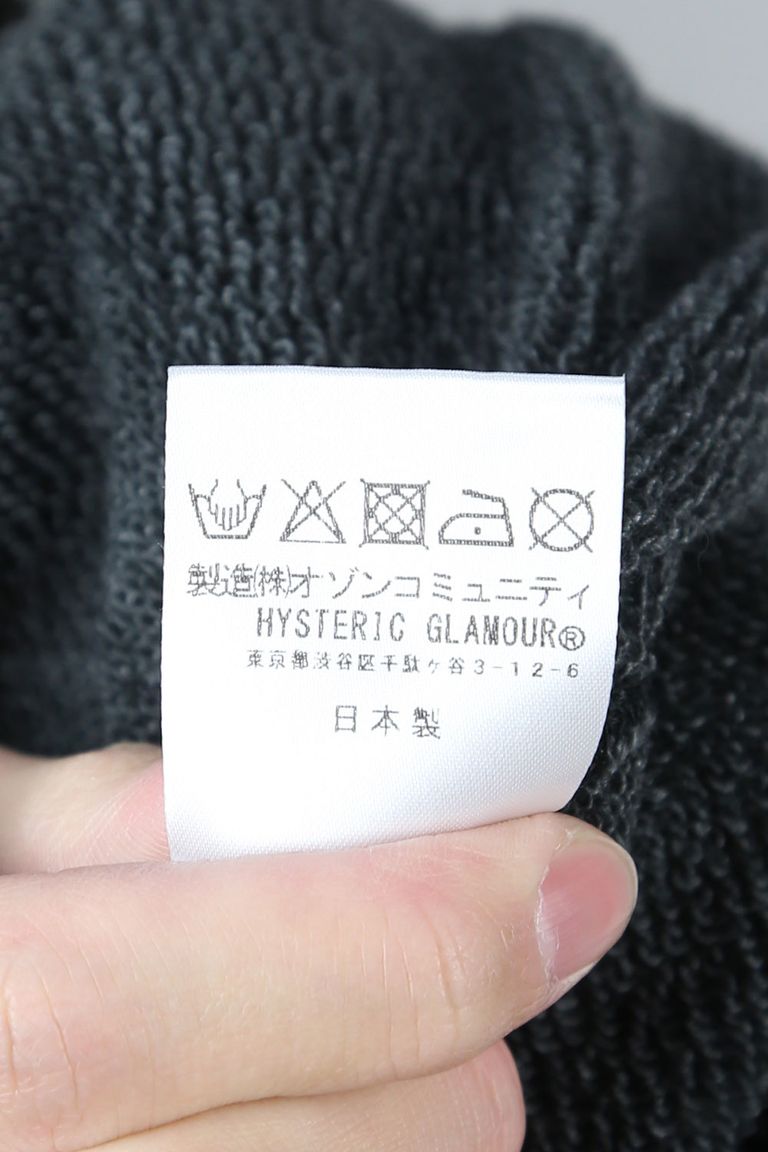 製造㈱オゾンコミュニティ
HYSTERIC GLAMOUR®
東京都渋谷区千駄ヶ谷3-12-6
日本製